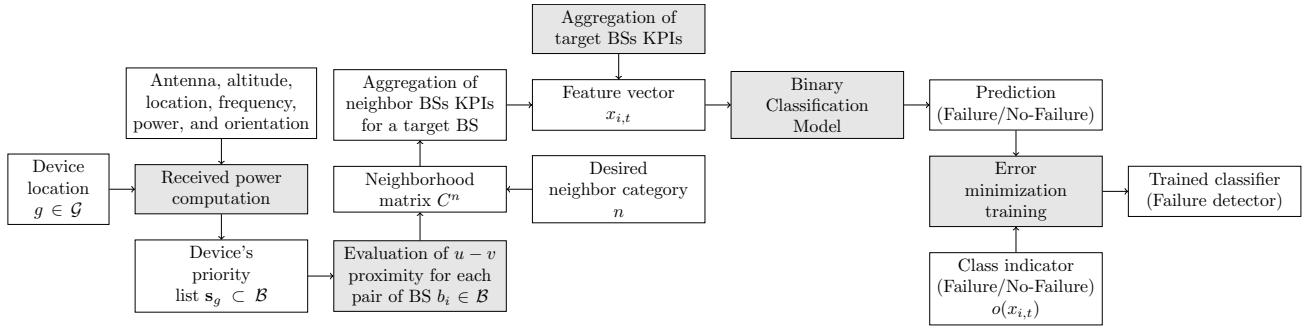 Aggregation of
target BSs KPIs
Antenna, altitude,
location, frequency,
power, and orientation
Aggregation of
neighbor BSs KPIs
for a target BS
Feature vector
x_{i,t}
Binary
Classification
Model
Prediction
(Failure/No-Failure)
Device
location
g ∈ 𝒢
Received power
computation
Neighborhood
matrix C^n
Desired
neighbor category
n
Error
minimization
training
Trained classifier
(Failure detector)
Device's
priority
list s_g ⊂ ℬ
Evaluation of u − v
proximity for each
pair of BS b_i ∈ ℬ
Class indicator
(Failure/No-Failure)
o(x_{i,t})